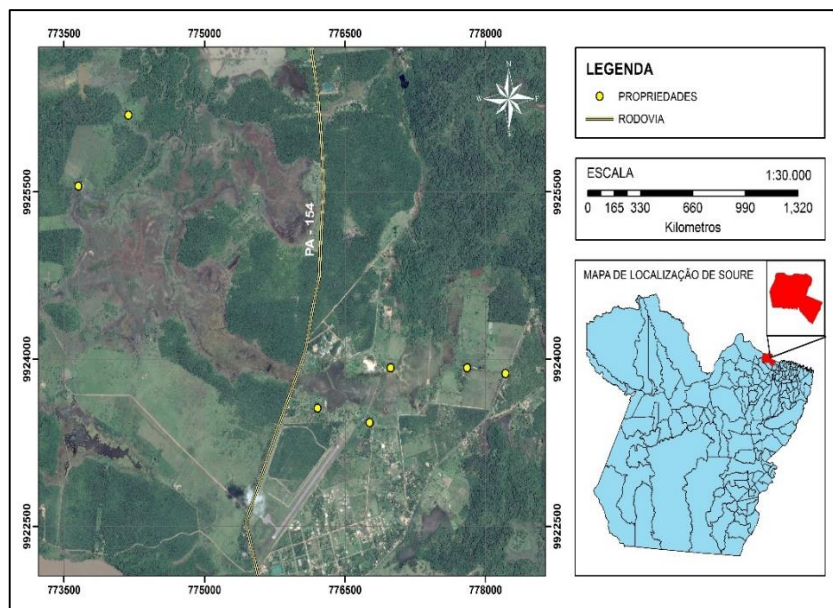 773500 775000 776500 778000
9925500 9925500
9924000 9924000
9922500 9922500
773500 775000 776500 778000
PA - 154
N
W E
S
LEGENDA
PROPRIEDADES
RODOVIA
ESCALA 1:30.000
0 165 330 660 990 1,320
Kilometros
MAPA DE LOCALIZAÇÃO DE SOURE